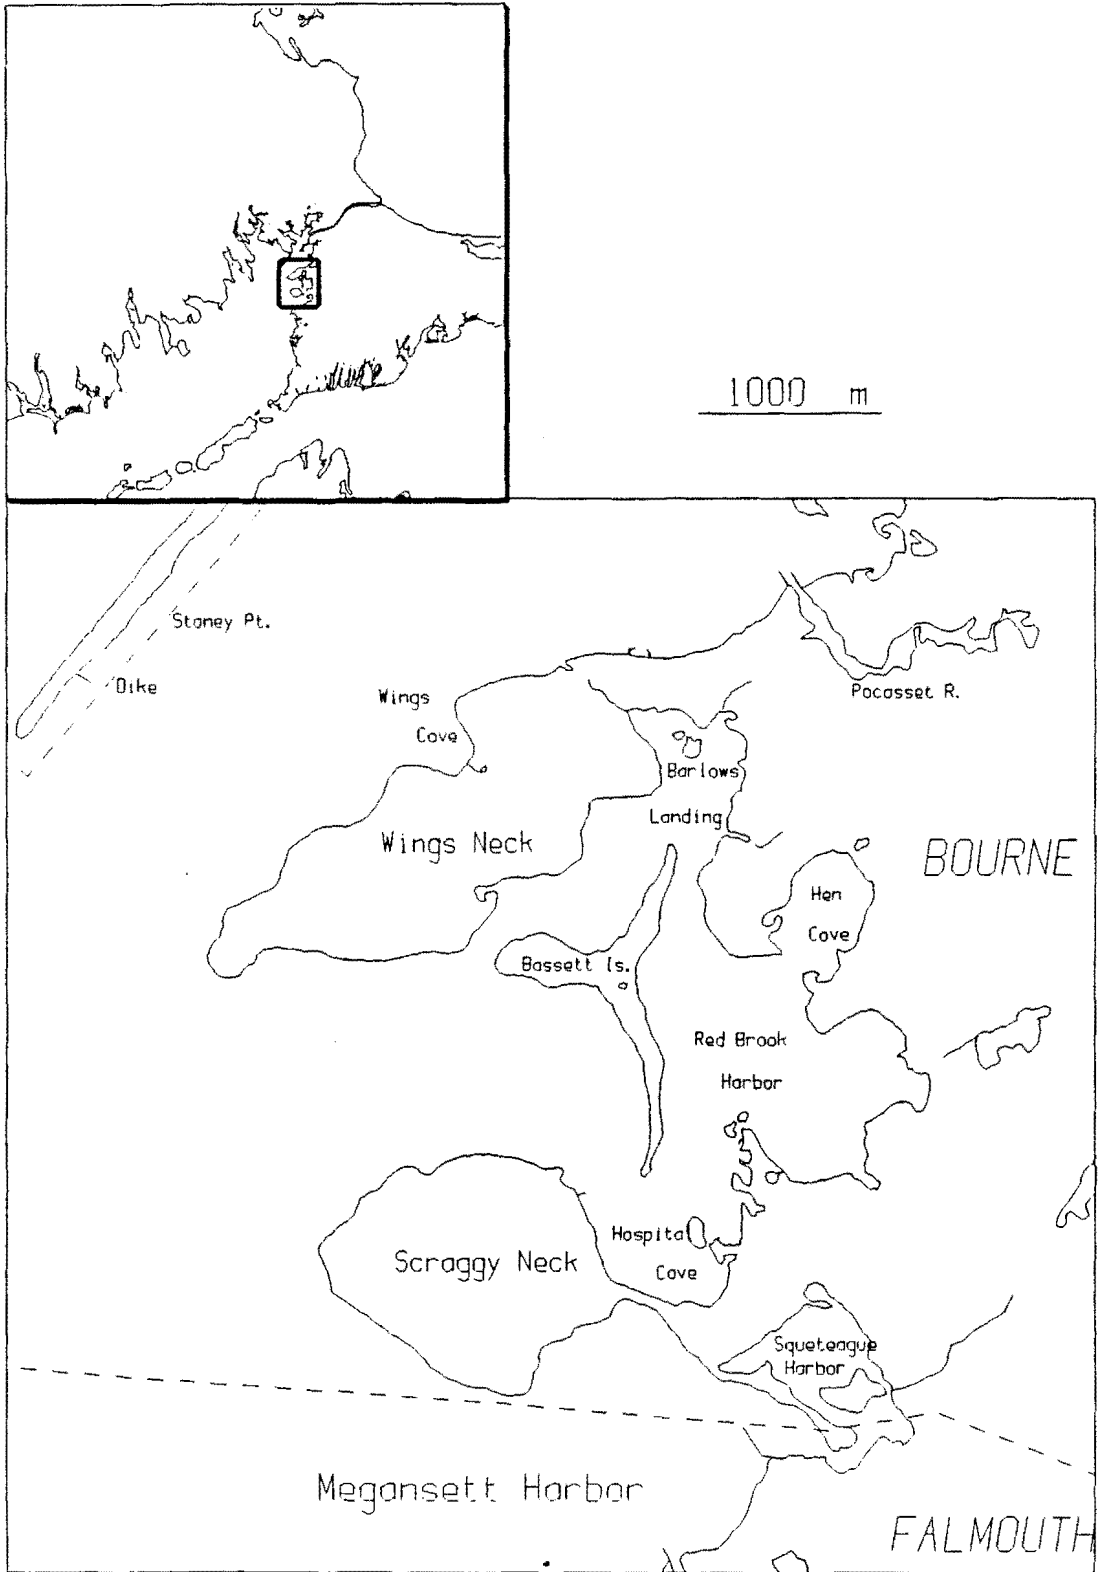 1000 m
Stoney Pt.
Dike
Pocasset R.
Wings
Cove
Barlows
Landing
Wings Neck
BOURNE
Hen
Cove
Bassett Is.
Red Brook
Harbor
Hospital
Cove
Scraggy Neck
Squeteague
Harbor
Megansett Harbor
FALMOUTH